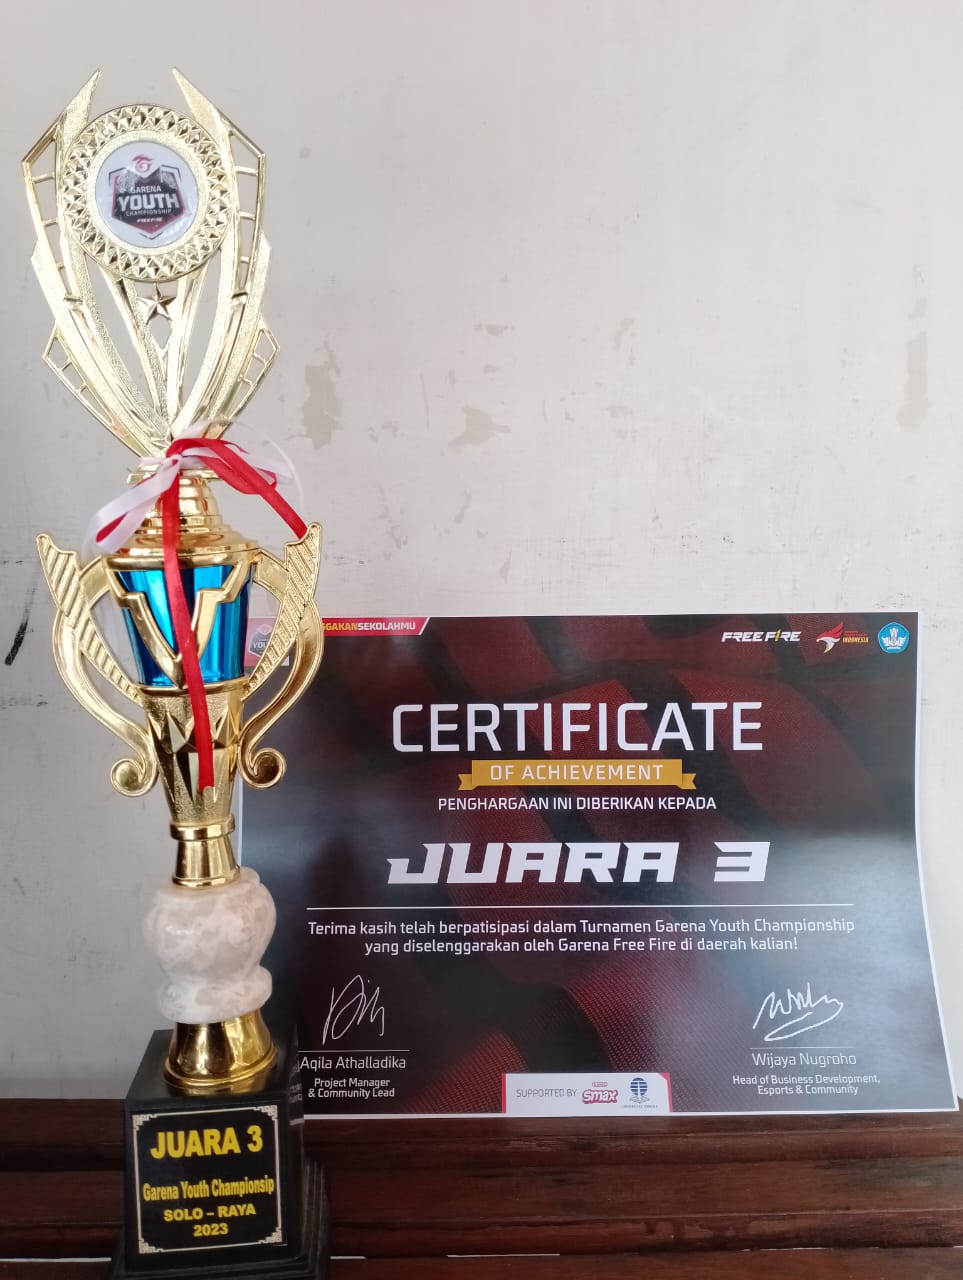 GARENA
YOUTH
CHAMPIONSHIP
FREE FIRE
GGAKANSEKOLAHMU
FREE FIRE
INDONESIA
CERTIFICATE
OF ACHIEVEMENT
PENGHARGAAN INI DIBERIKAN KEPADA
JUARA 3
Terima kasih telah berpatisipasi dalam Turnamen Garena Youth Championship
yang diselenggarakan oleh Garena Free Fire di daerah kalian!
Aqila Athalladika
Project Manager
& Community Lead
Wijaya Nugroho
Head of Business Development,
Esports & Community
SUPPORTED BY
smax
JUARA 3
Garena Youth Championsip
SOLO – RAYA
2023